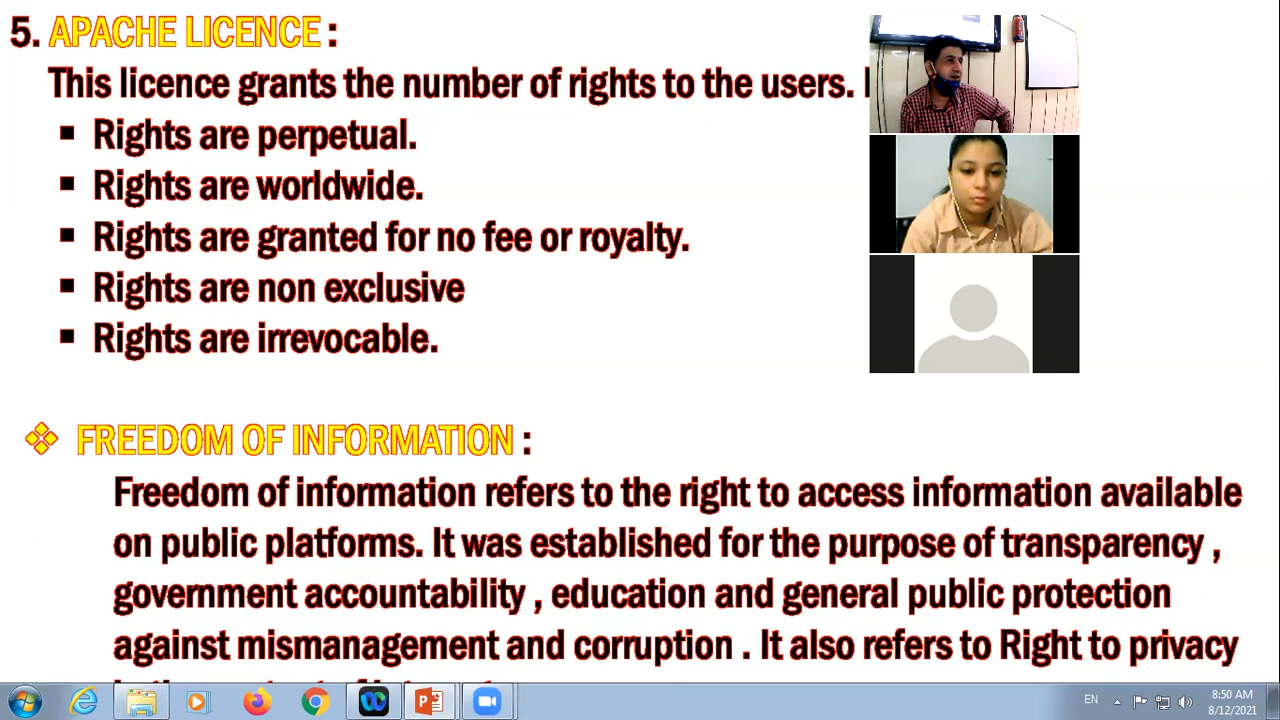 5. APACHE LICENCE :
This licence grants the number of rights to the users.
▪ Rights are perpetual.
▪ Rights are worldwide.
▪ Rights are granted for no fee or royalty.
▪ Rights are non exclusive
▪ Rights are irrevocable.
❖ FREEDOM OF INFORMATION :
Freedom of information refers to the right to access information available
on public platforms. It was established for the purpose of transparency ,
government accountability , education and general public protection
against mismanagement and corruption . It also refers to Right to privacy
EN
8:50 AM
8/12/2021